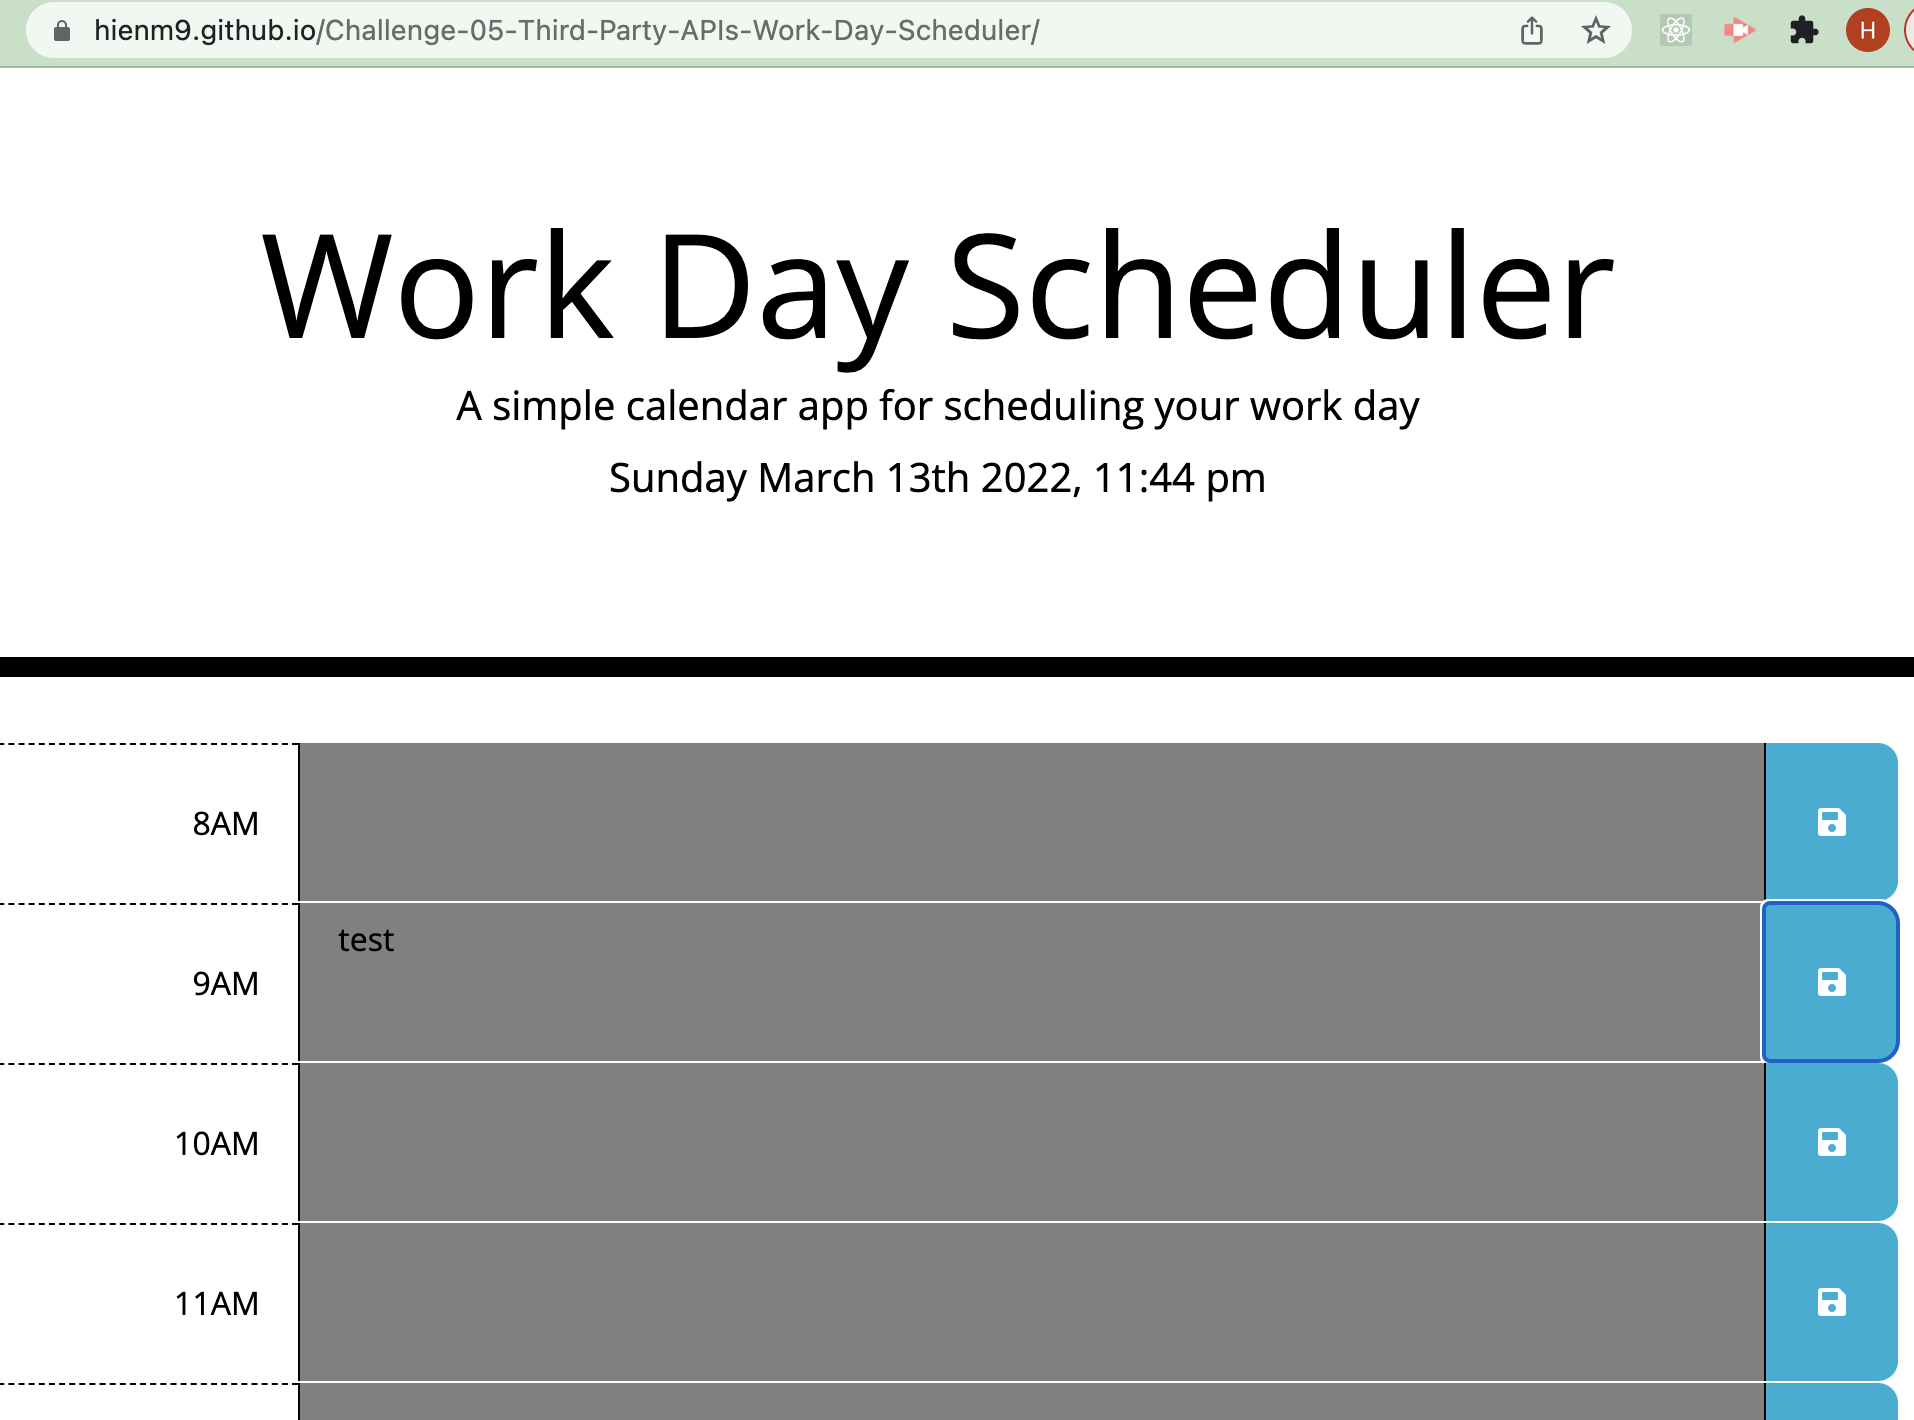 hienm9.github.io/Challenge-05-Third-Party-APIs-Work-Day-Scheduler/
H
Work Day Scheduler
A simple calendar app for scheduling your work day
Sunday March 13th 2022, 11:44 pm
8AM
test
9AM
10AM
11AM